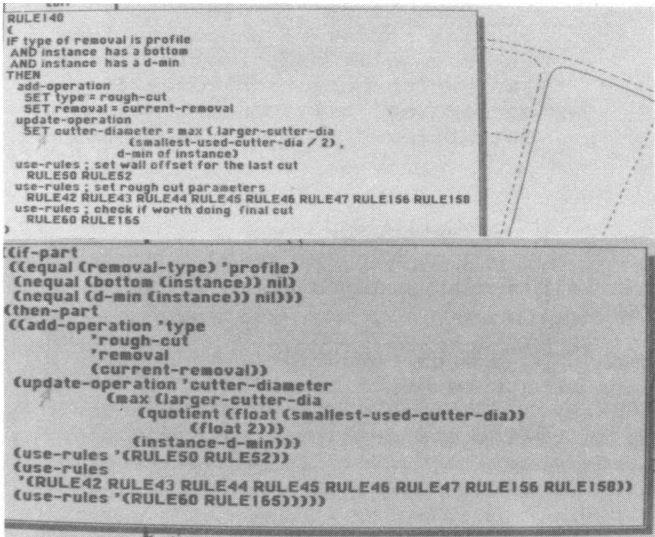 RULE140
(
IF type of removal is profile
AND instance has a bottom
AND instance has a d-min
THEN
add-operation
SET type = rough-cut
SET removal = current-removal
update-operation
SET cutter-diameter = max ( larger-cutter-dia
(smallest-used-cutter-dia / 2) ,
d-min of instance)
use-rules ; set wall offset for the last cut
RULE50 RULE52
use-rules ; set rough cut parameters
RULE42 RULE43 RULE44 RULE45 RULE46 RULE47 RULE156 RULE158
use-rules ; check if worth doing final cut
RULE60 RULE165
)
((if-part
((equal (removal-type) 'profile)
(nequal (bottom (instance)) nil)
(nequal (d-min (instance)) nil)))
(then-part
((add-operation 'type
'rough-cut
'removal
(current-removal))
(update-operation 'cutter-diameter
(max (larger-cutter-dia
(quotient (float (smallest-used-cutter-dia))
(float 2)))
(instance-d-min)))
(use-rules '(RULE50 RULE52))
(use-rules
'(RULE42 RULE43 RULE44 RULE45 RULE46 RULE47 RULE156 RULE158))
(use-rules '(RULE60 RULE165)))))